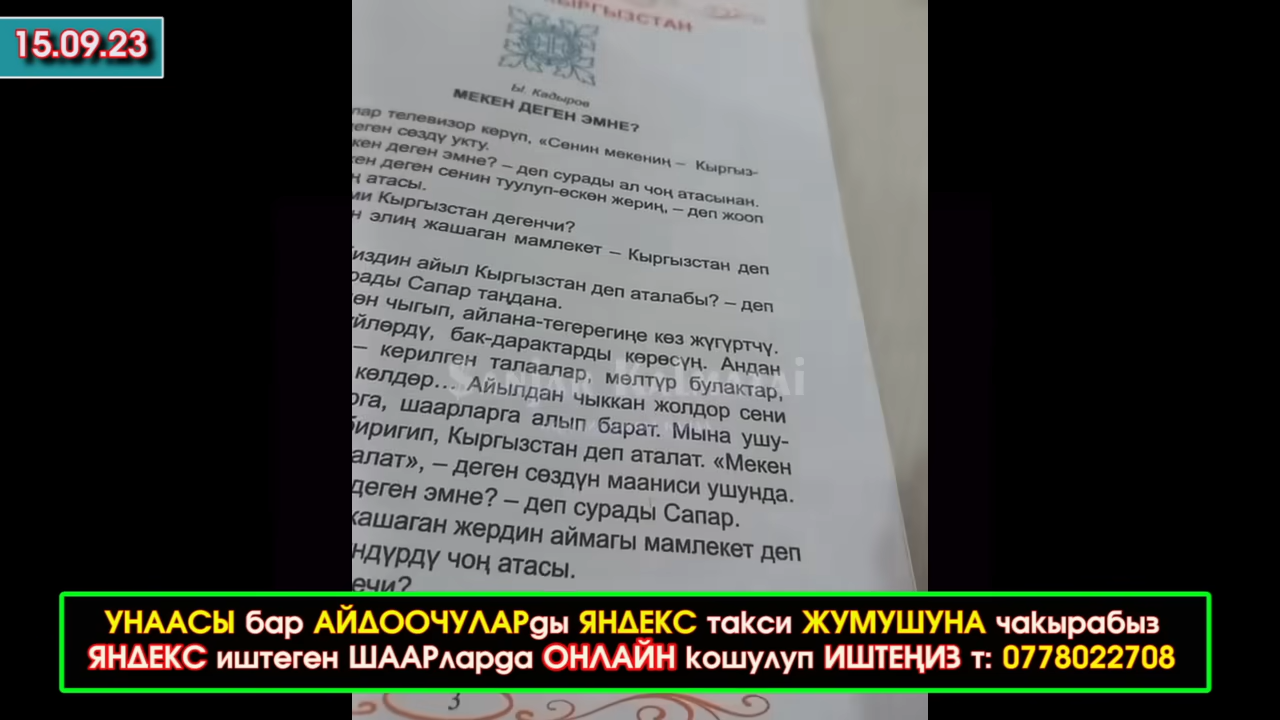 15.09.23
КЫРГЫЗСТАН
Ы. Кадыров
МЕКЕН ДЕГЕН ЭМНЕ?
лар телевизор көрүп, «Сенин мекениң – Кыргыз-
деген сөздү укту.
кен деген эмне? – деп сурады ал чоң атасынан.
кен деген сенин туулуп-өскөн жериң, – деп жооп
ң атасы.
ми Кыргызстан дегенчи?
н элиң жашаган мамлекет – Кыргызстан деп
биздин айыл Кыргызстан деп аталабы? – деп
рады Сапар таңдана.
өн чыгып, айлана-тегерегиңе көз жүгүртчү.
үйлөрдү, бак-дарактарды көрөсүң. Андан
– керилген талаалар, мөлтүр булактар,
көлдөр... Айылдан чыккан жолдор сени
рга, шаарларга алып барат. Мына ушу-
биригип, Кыргызстан деп аталат. «Мекен
алат», – деген сөздүн мааниси ушунда.
деген эмне? – деп сурады Сапар.
жашаган жердин аймагы мамлекет деп
ндүрдү чоң атасы.
ечи?
3
УНААСЫ бар АЙДООЧУЛАРды ЯНДЕКС такси ЖУМУШУНА чакырабыз
ЯНДЕКС иштеген ШААРларда ОНЛАЙН кошулуп ИШТЕҢИЗ т: 0778022708